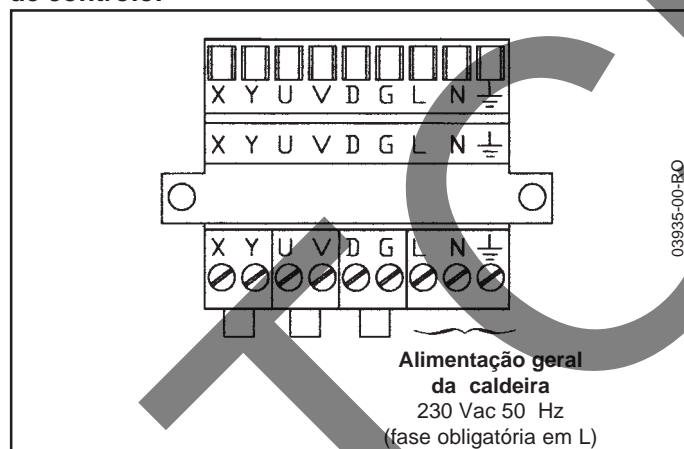 X Y U V D G L N
X Y U V D G L N
X Y U V D G L N
Alimentação geral
da caldeira
230 Vac 50 Hz
(fase obligatória em L)
03935-00-RO